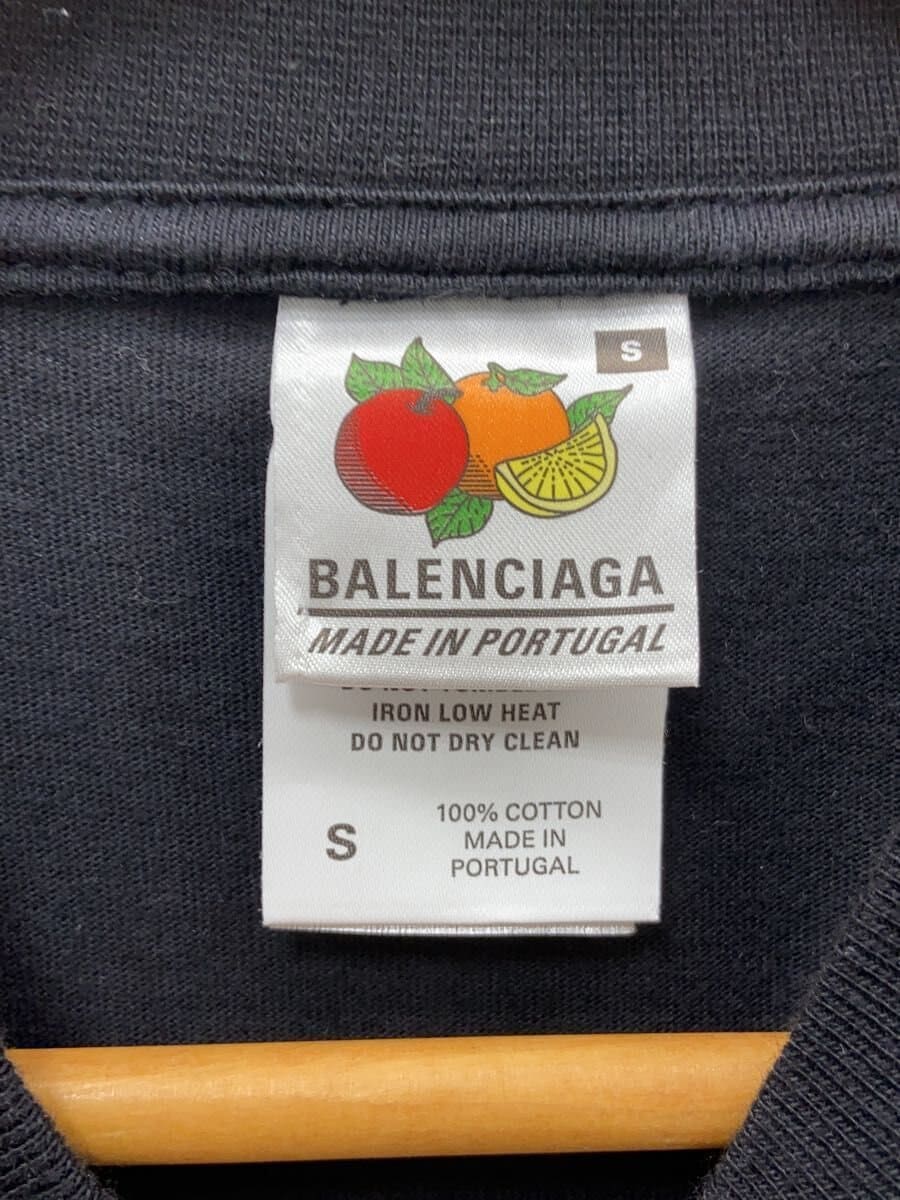 S
BALENCIAGA
MADE IN PORTUGAL
IRON LOW HEAT
DO NOT DRY CLEAN
S
100% COTTON
MADE IN
PORTUGAL